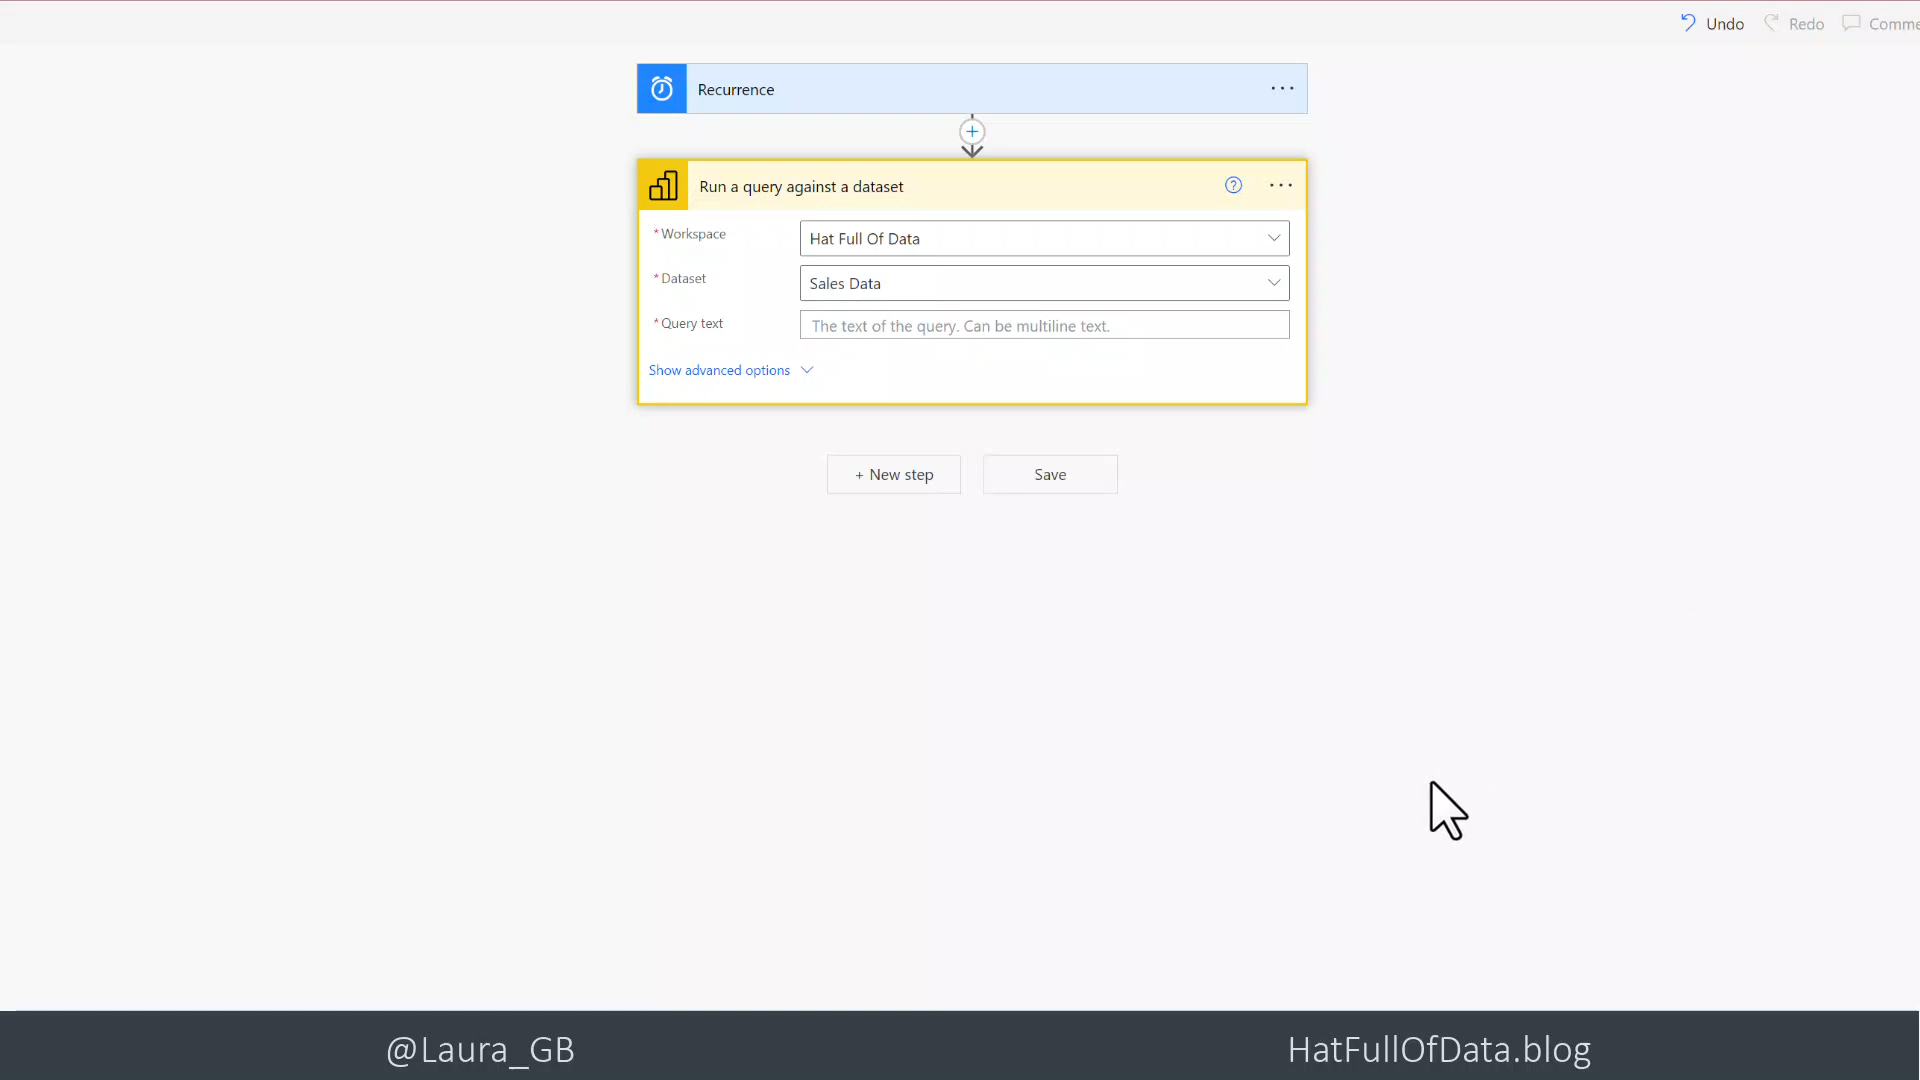 Undo Redo Comme
Recurrence
Run a query against a dataset
*Workspace Hat Full Of Data
*Dataset Sales Data
*Query text The text of the query. Can be multiline text.
Show advanced options
+ New step Save
@Laura_GB HatFullOfData.blog